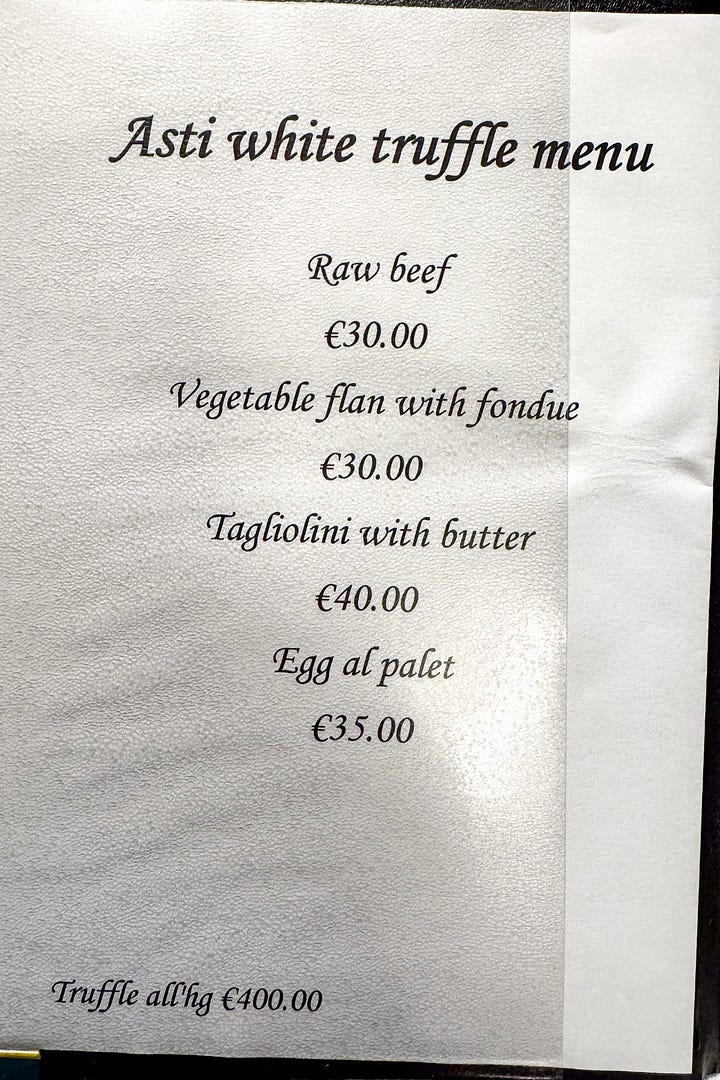 Asti white truffle menu
Raw beef
€30.00
Vegetable flan with fondue
€30.00
Tagliolini with butter
€40.00
Egg al palet
€35.00
Truffle all'hg €400.00